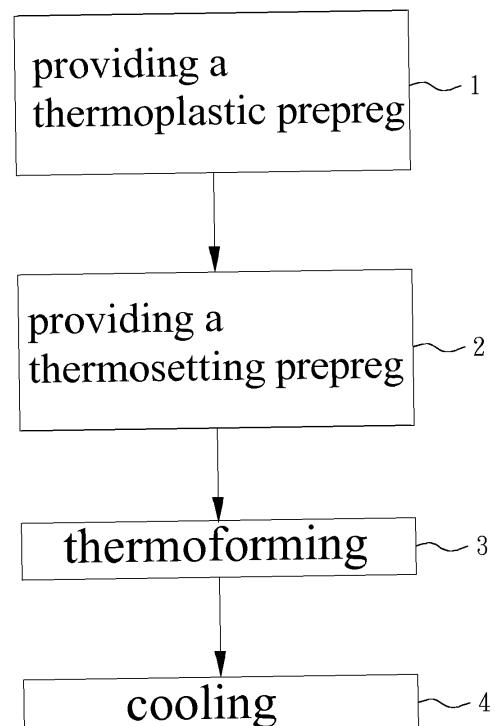 providing a
thermoplastic prepreg
1
providing a
thermosetting prepreg
2
thermoforming
3
cooling
4